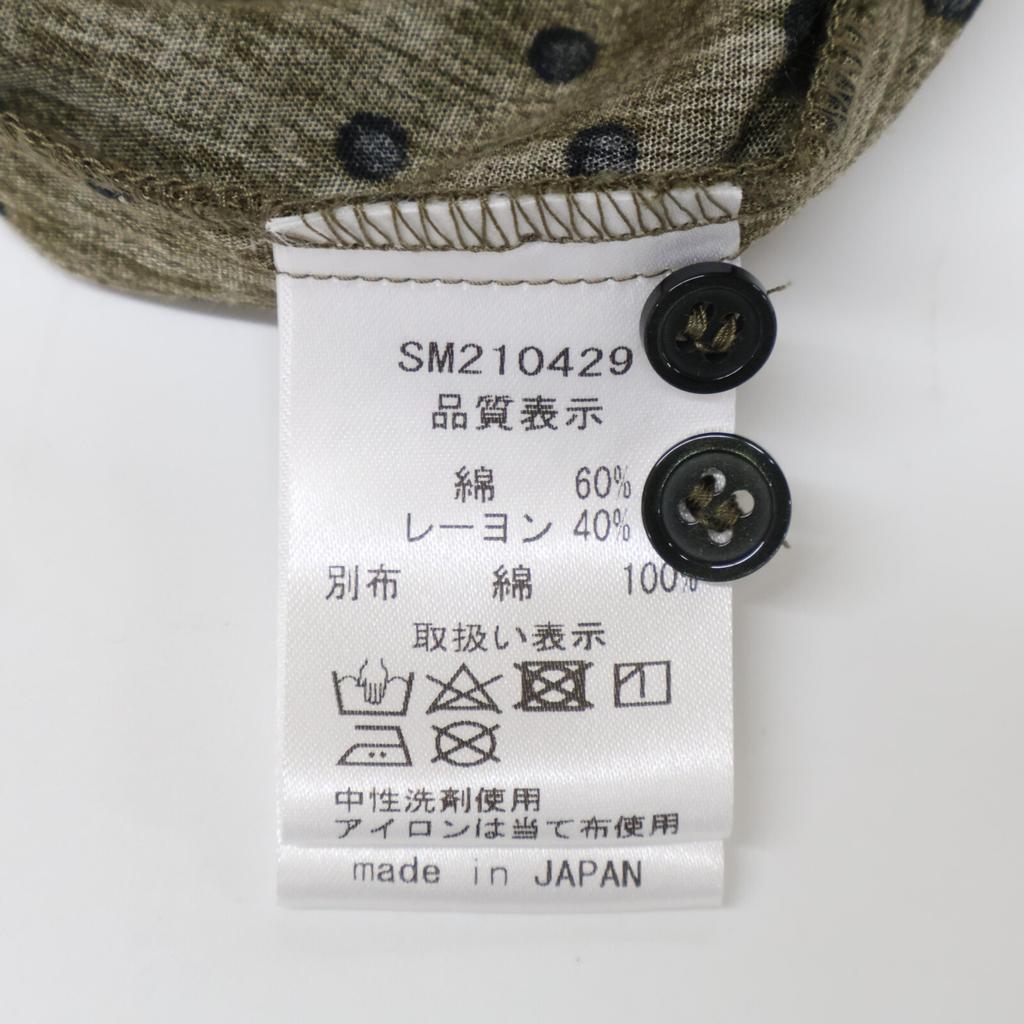 SM210429
品質表示
綿 60%
レーヨン 40%
別布 綿 100%
取扱い表示
中性洗剤使用
アイロンは当て布使用
made in JAPAN